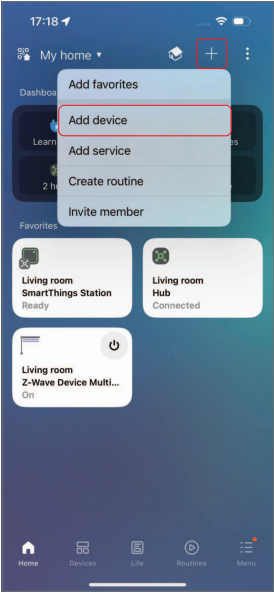 17:18
My home
Dashboa
Add favorites
Add device
Learn
es
Add service
2 hu
Create routine
Invite member
Favorites
Living room
SmartThings Station
Ready
Living room
Hub
Connected
Living room
Z-Wave Device Multi...
On
Home
Devices
Life
Routines
Menu